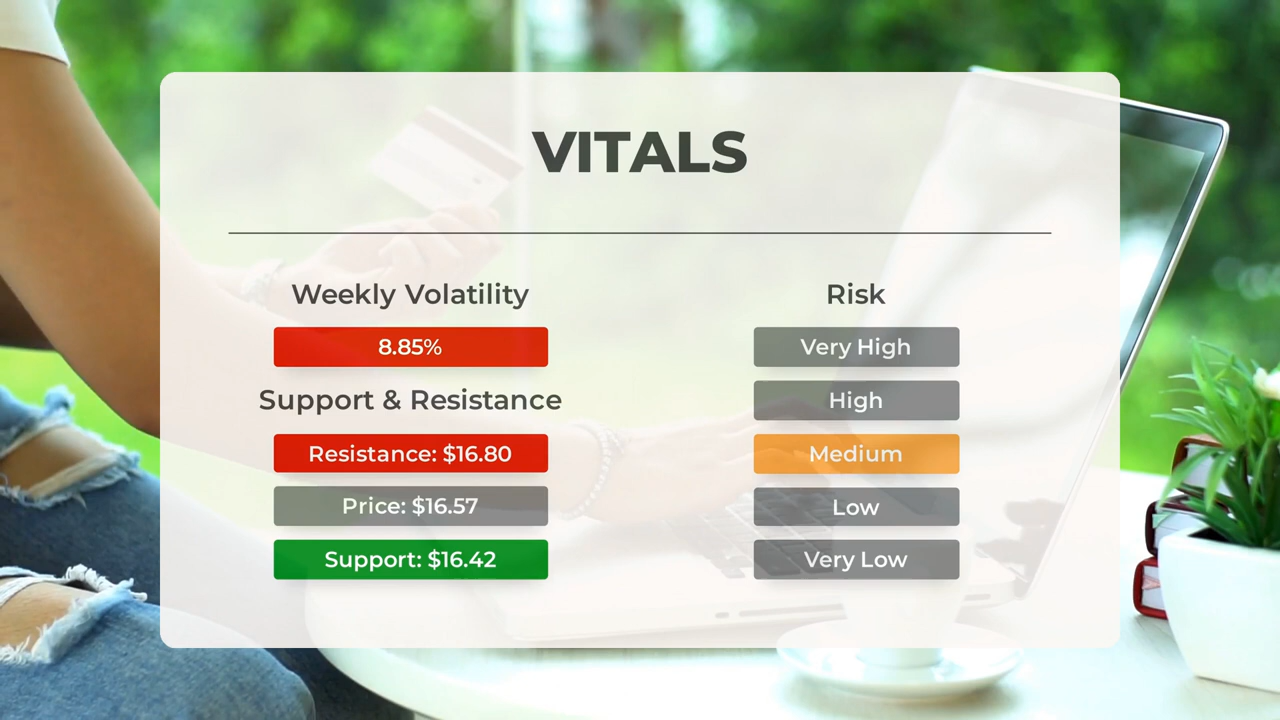 VITALS
Weekly Volatility
8.85%
Support & Resistance
Resistance: $16.80
Price: $16.57
Support: $16.42
Risk
Very High
High
Medium
Low
Very Low